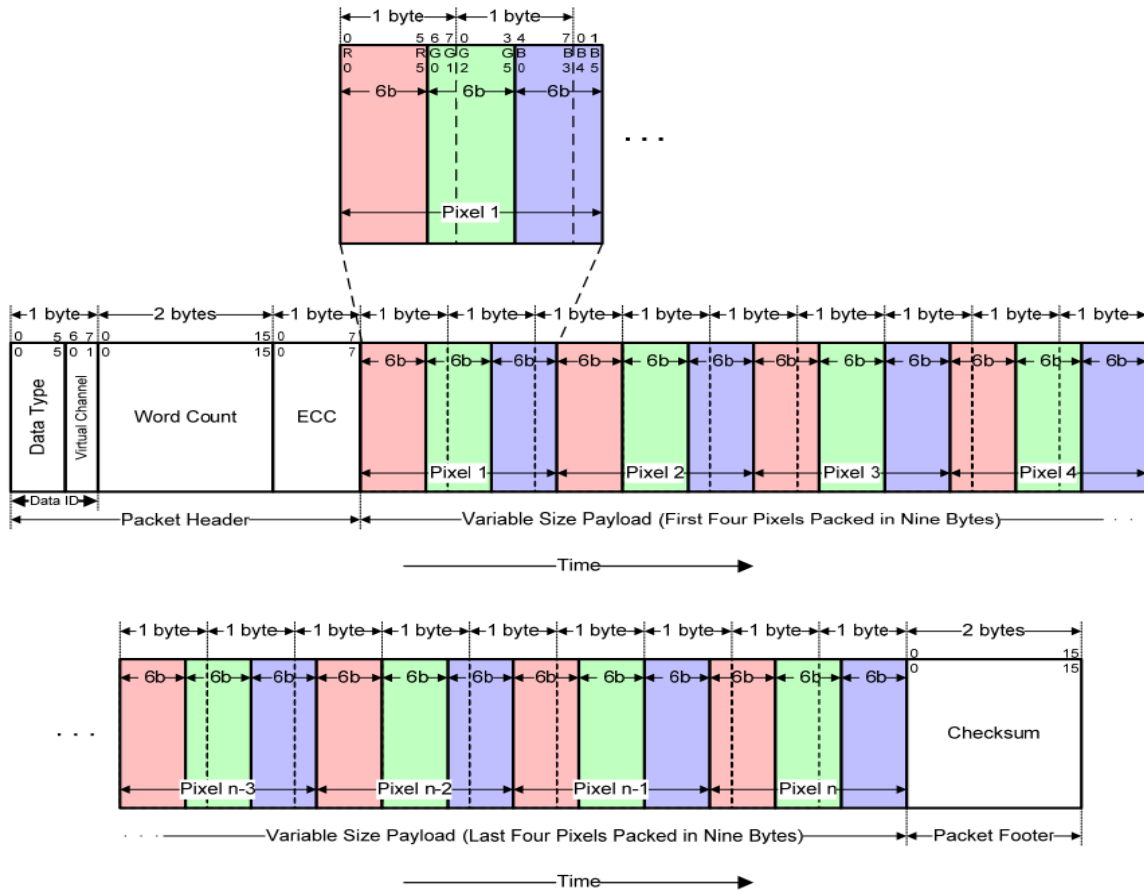 1 byte 1 byte
0 5 6 7 0 3 4 7 0 1
R R G G G G B B B B
0 5 0 1 2 5 0 3 4 5
6b 6b 6b
. . .
Pixel 1
1 byte 2 bytes 1 byte 1 byte 1 byte 1 byte 1 byte 1 byte 1 byte 1 byte 1 byte 1 byte
0 5 6 7 0 15 0 7
0 5 0 1 0 15 0 7
6b 6b 6b 6b 6b 6b 6b 6b 6b 6b 6b 6b
Data Type
Virtual Channel
Word Count
ECC
Pixel 1 Pixel 2 Pixel 3 Pixel 4
Data ID
Packet Header Variable Size Payload (First Four Pixels Packed in Nine Bytes) . . .
Time
1 byte 1 byte 1 byte 1 byte 1 byte 1 byte 1 byte 1 byte 1 byte 2 bytes
0 15
0 15
6b 6b 6b 6b 6b 6b 6b 6b 6b 6b 6b 6b
. . .
Checksum
Pixel n-3 Pixel n-2 Pixel n-1 Pixel n
. . . Variable Size Payload (Last Four Pixels Packed in Nine Bytes) Packet Footer
Time